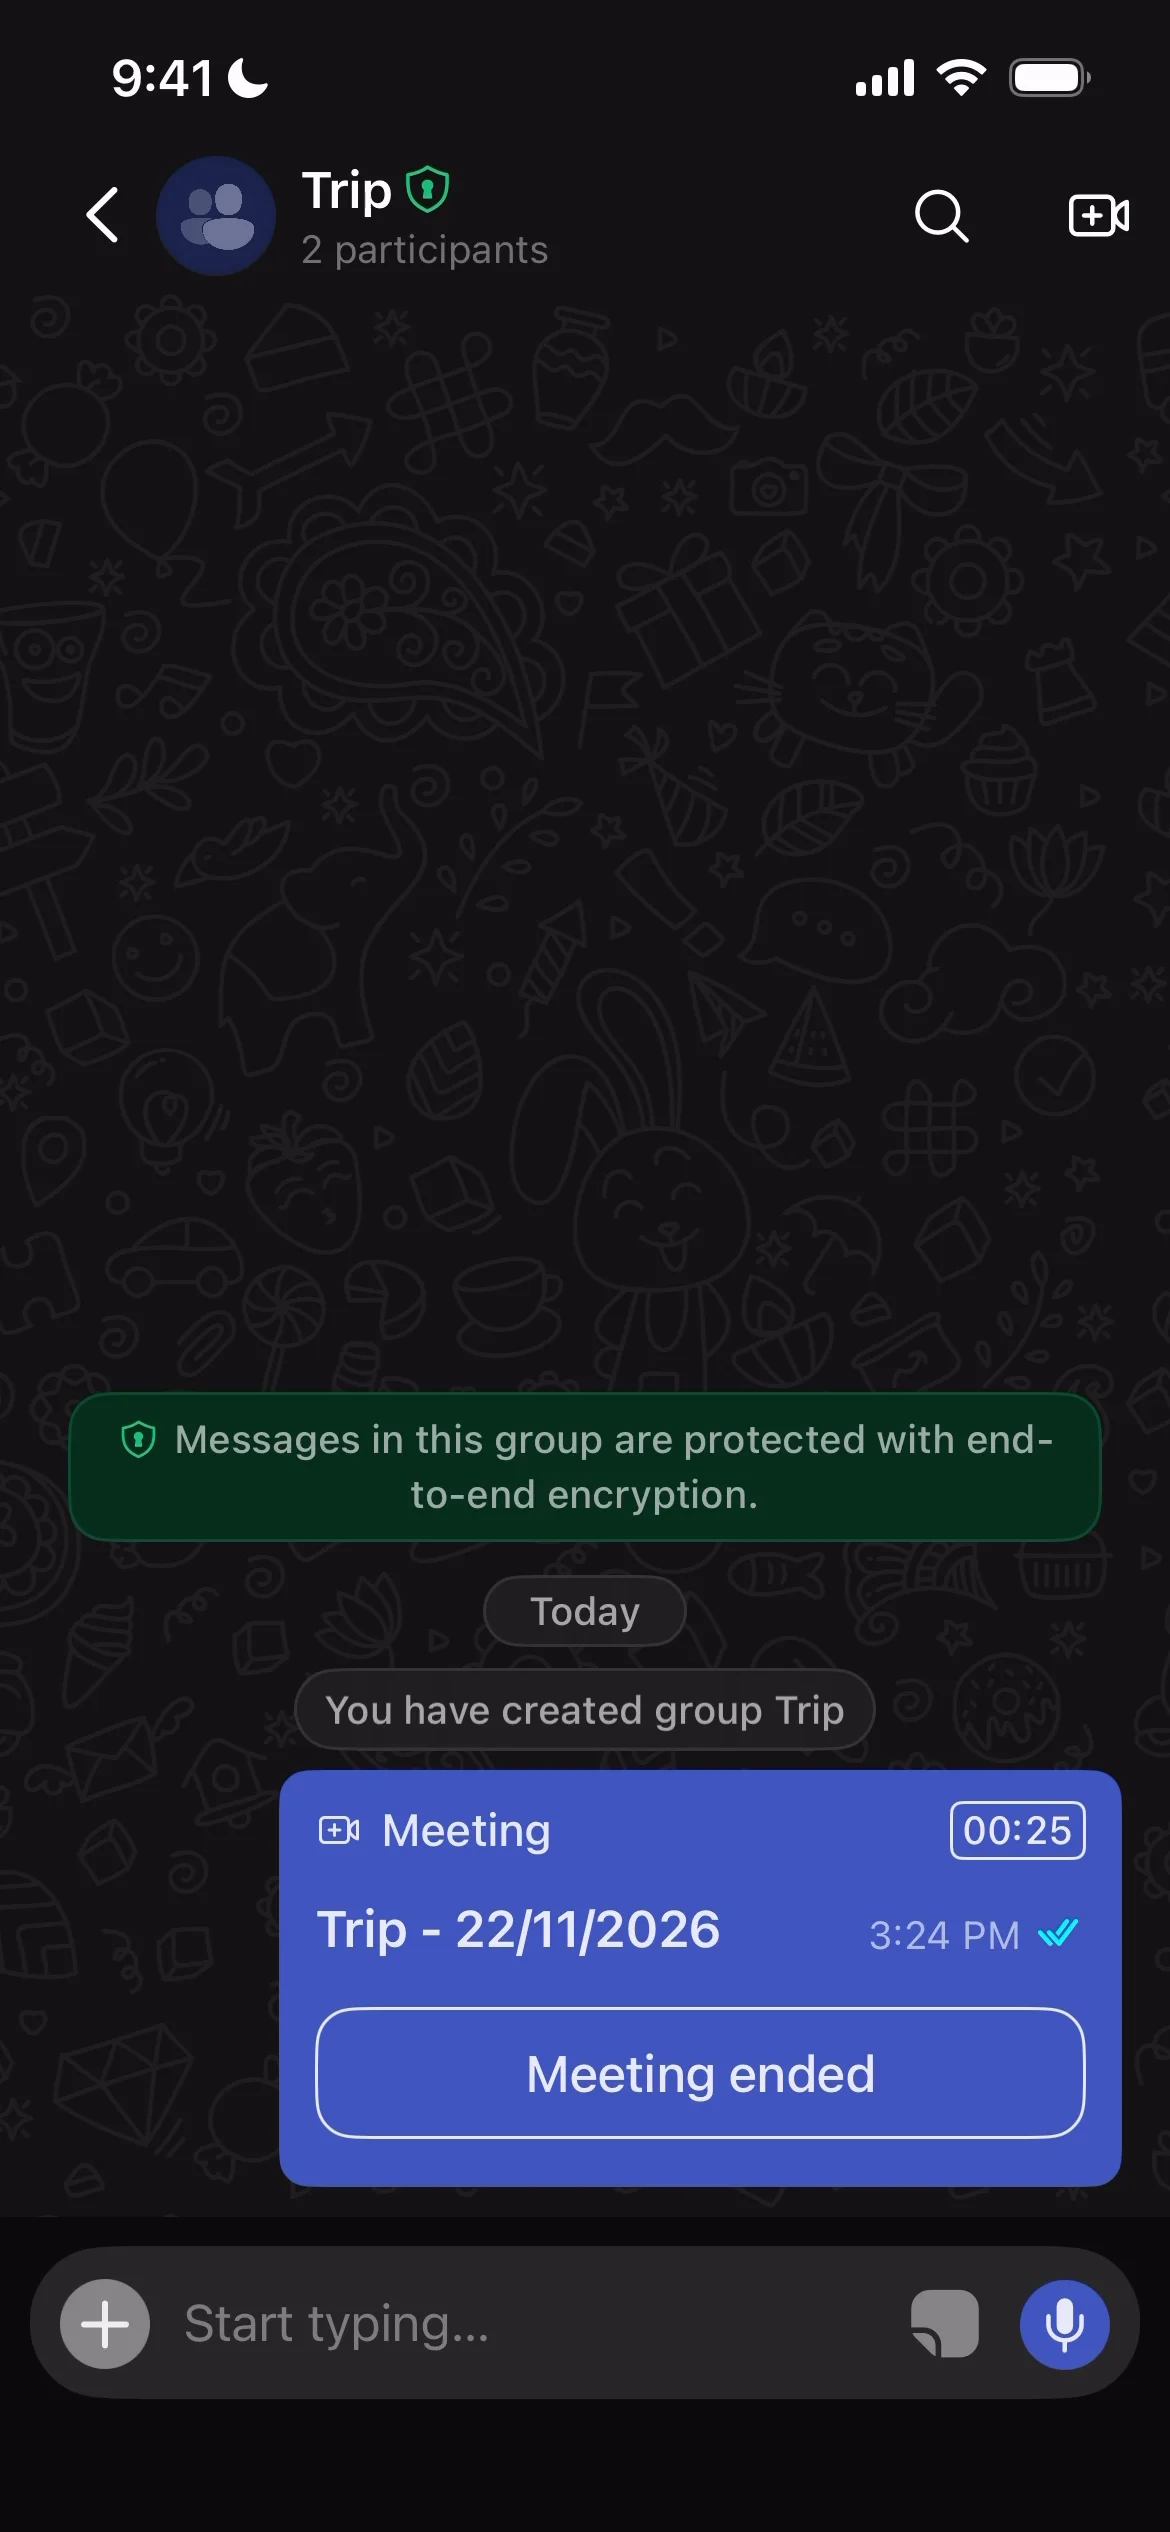 9:41
Trip
2 participants
Messages in this group are protected with end-
to-end encryption.
Today
You have created group Trip
Meeting
00:25
Trip - 22/11/2026
3:24 PM
Meeting ended
Start typing...